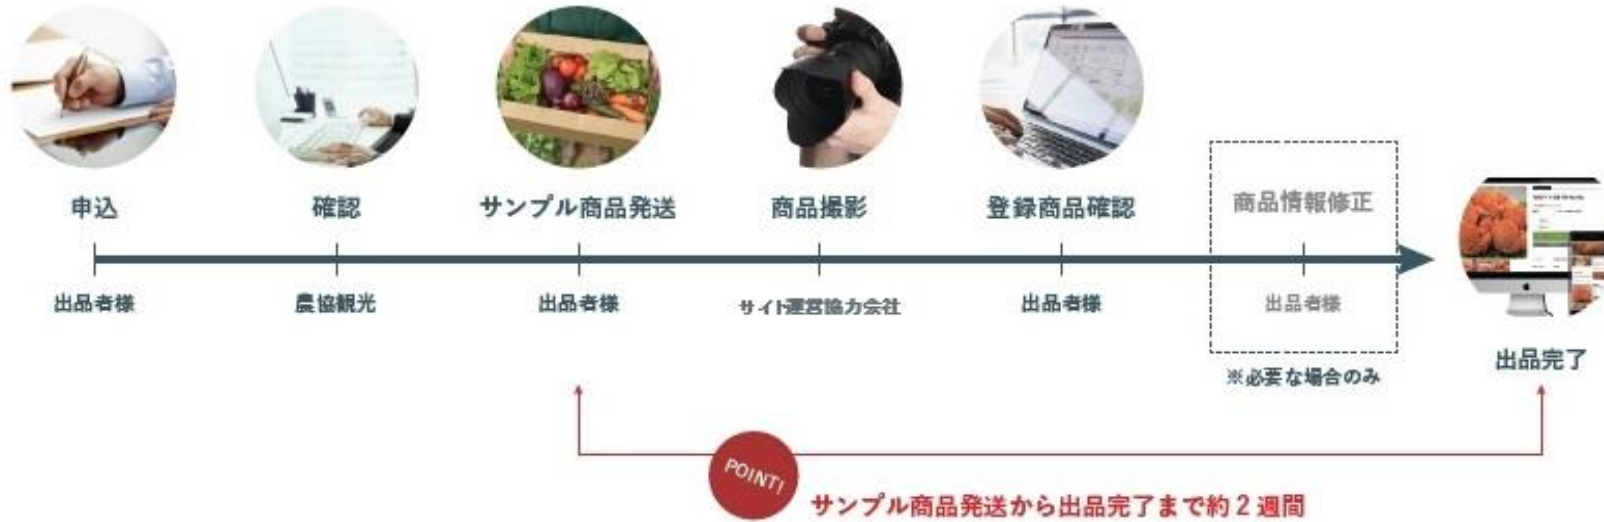 申込
確認
サンプル商品発送
商品撮影
登録商品確認
商品情報修正
出品者様
農協観光
出品者様
サイト運営協力会社
出品者様
出品者様
※必要な場合のみ
出品完了
POINT!
サンプル商品発送から出品完了まで約2週間